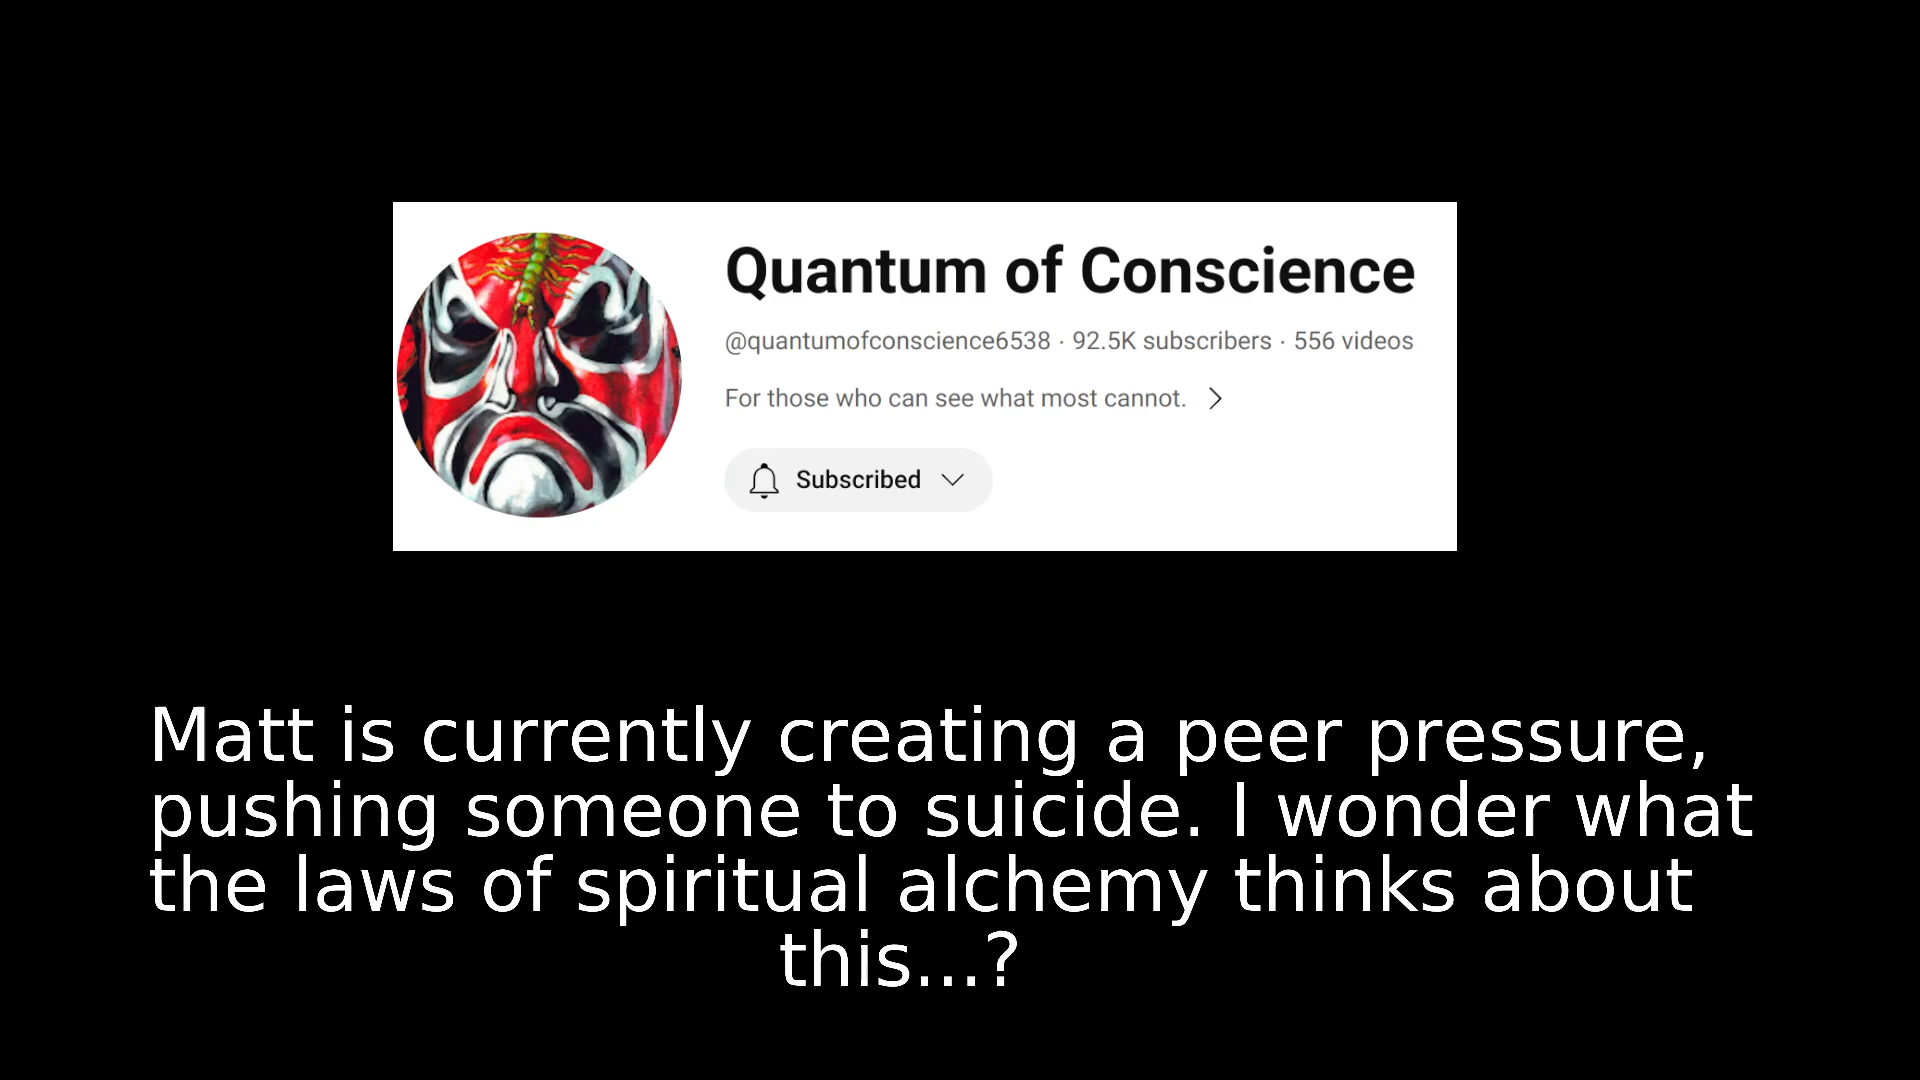 Quantum of Conscience
@quantumofconscience6538 · 92.5K subscribers · 556 videos
For those who can see what most cannot.
Subscribed
Matt is currently creating a peer pressure,
pushing someone to suicide. I wonder what
the laws of spiritual alchemy thinks about
this...?